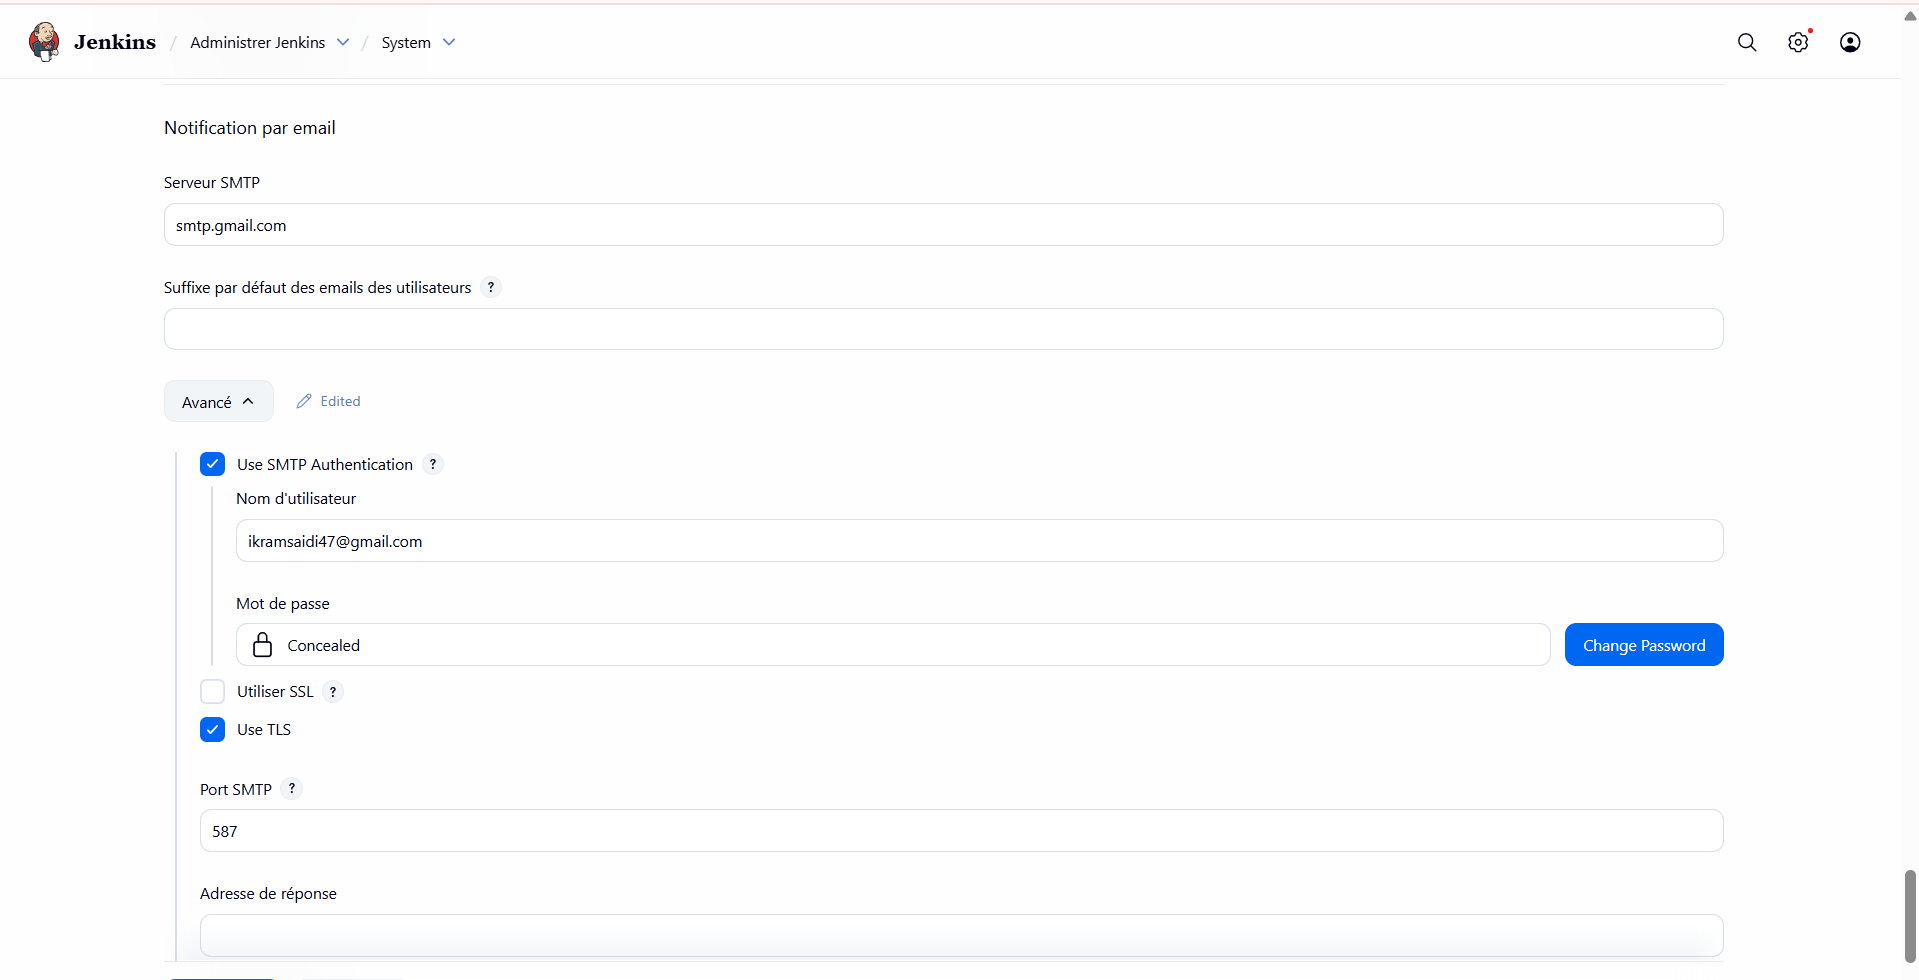 Jenkins / Administrer Jenkins / System
Notification par email
Serveur SMTP
smtp.gmail.com
Suffixe par défaut des emails des utilisateurs ?
Avancé Edited
Use SMTP Authentication ?
Nom d'utilisateur
ikramsaidi47@gmail.com
Mot de passe
Concealed Change Password
Utiliser SSL ?
Use TLS
Port SMTP ?
587
Adresse de réponse